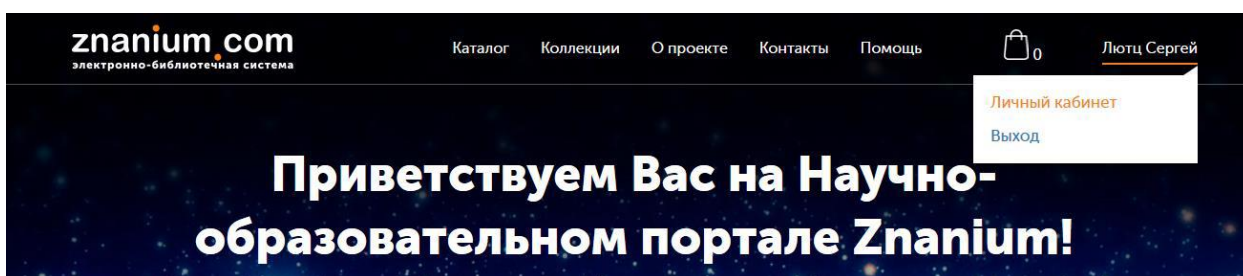 znanium.com
электронно-библиотечная система
Каталог Коллекции О проекте Контакты Помощь 0 Лютц Сергей
Личный кабинет
Выход
Приветствуем Вас на Научно-
образовательном портале Znanium!